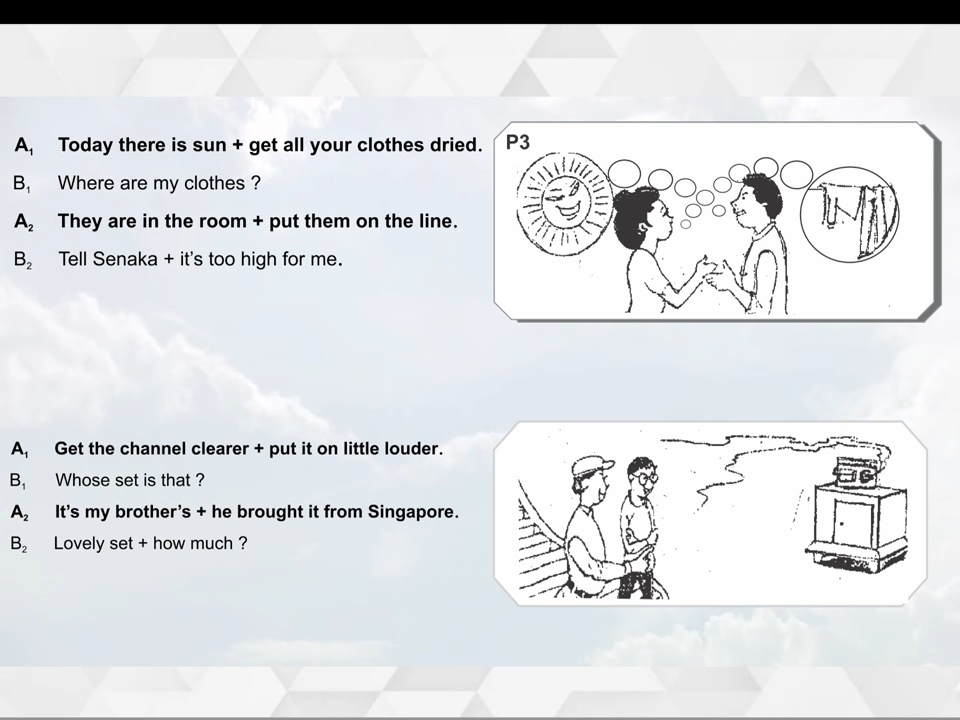 A1 Today there is sun + get all your clothes dried.
P3
B1 Where are my clothes ?
A2 They are in the room + put them on the line.
B2 Tell Senaka + it's too high for me.
A1 Get the channel clearer + put it on little louder.
B1 Whose set is that ?
A2 It's my brother's + he brought it from Singapore.
B2 Lovely set + how much ?